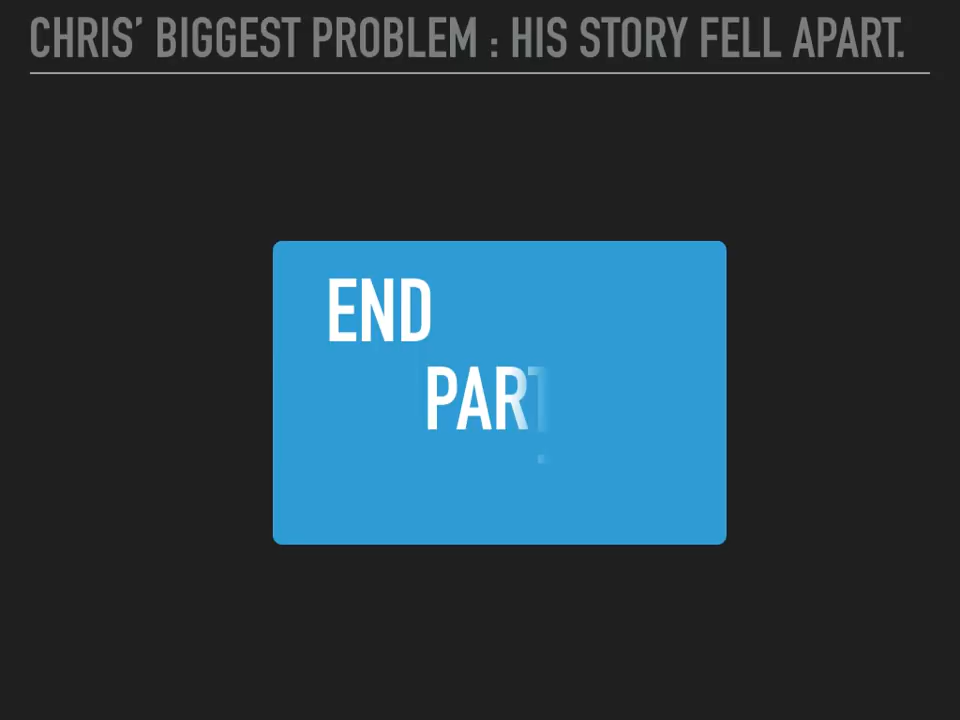 CHRIS’ BIGGEST PROBLEM : HIS STORY FELL APART.
END
PART